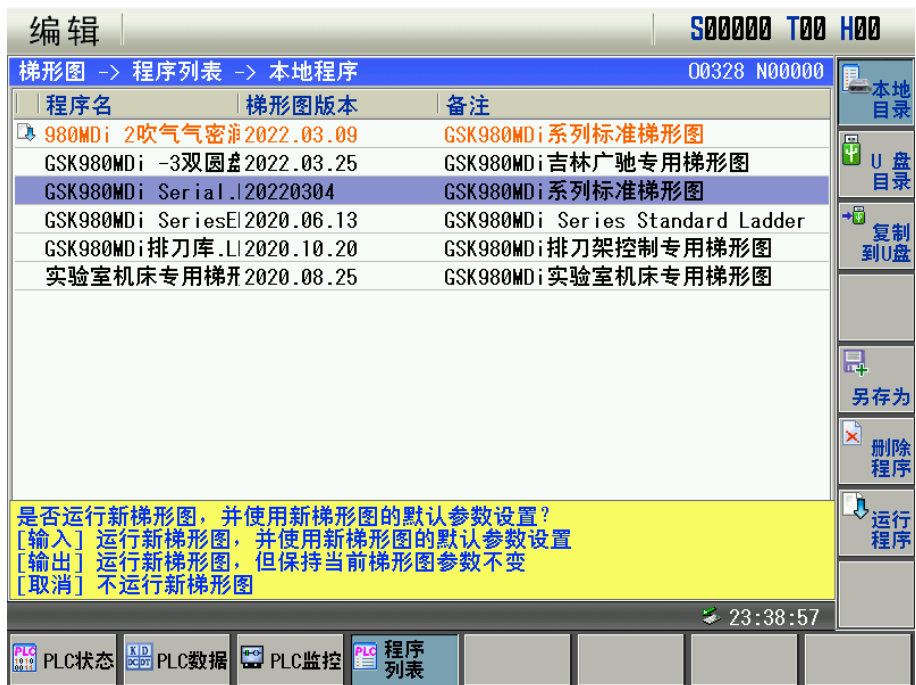 编辑 S00000 T00 H00
梯形图 -> 程序列表 -> 本地程序 O0328 N00000
程序名 梯形图版本 备注
980MDi 2吹气气密 2022.03.09 GSK980MDi系列标准梯形图
GSK980MDi -3双圆 2022.03.25 GSK980MDi吉林广驰专用梯形图
GSK980MDi Serial. 20220304 GSK980MDi系列标准梯形图
GSK980MDi SeriesE 2020.06.13 GSK980MDi Series Standard Ladder
GSK980MDi排刀库.L 2020.10.20 GSK980MDi排刀架控制专用梯形图
实验室机床专用梯 2020.08.25 GSK980MDi实验室机床专用梯形图
是否运行新梯形图，并使用新梯形图的默认参数设置?
[输入] 运行新梯形图，并使用新梯形图的默认参数设置
[输出] 运行新梯形图，但保持当前梯形图参数不变
[取消] 不运行新梯形图
23:38:57
本地
目录
U 盘
目录
复制
到U盘
另存为
删除
程序
运行
程序
PLC状态 PLC数据 PLC监控 程序
列表